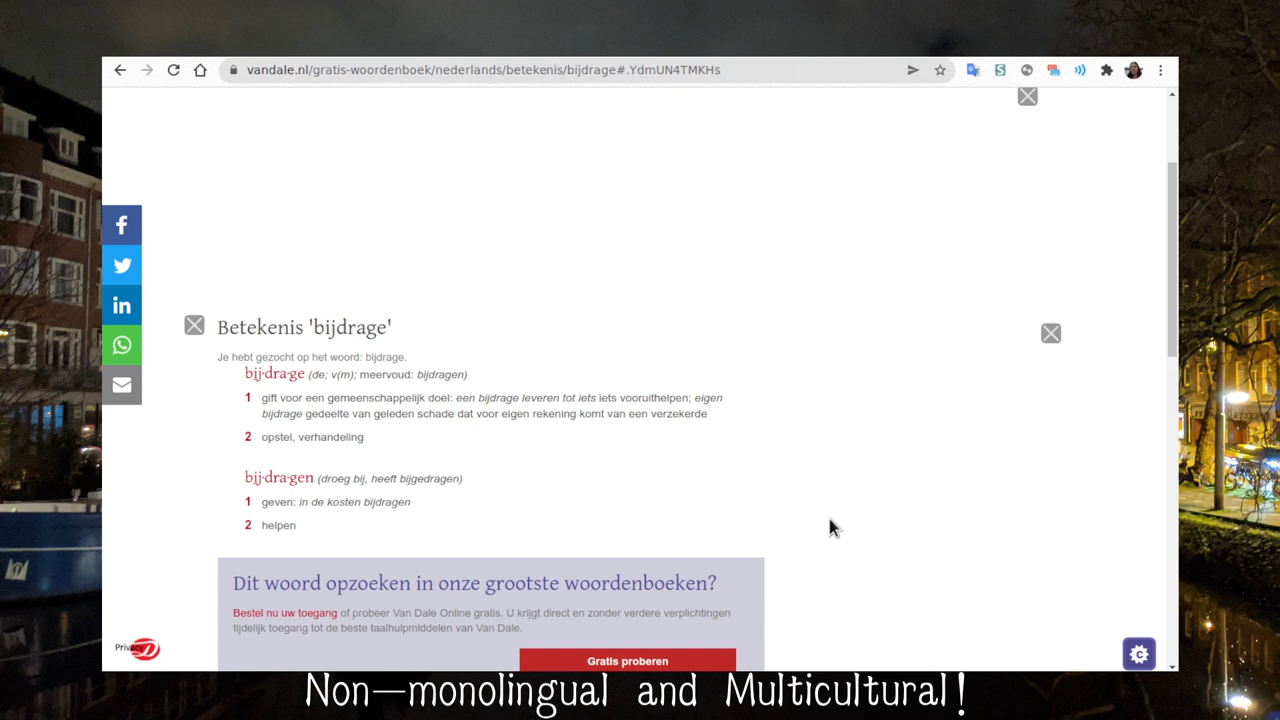 vandale.nl/gratis-woordenboek/nederlands/betekenis/bijdrage#.YdmUN4TMKHs
Betekenis 'bijdrage'
Je hebt gezocht op het woord: bijdrage.
bij·dra·ge (de; v(m); meervoud: bijdragen)
1 gift voor een gemeenschappelijk doel: een bijdrage leveren tot iets iets vooruithelpen; eigen
bijdrage gedeelte van geleden schade dat voor eigen rekening komt van een verzekerde
2 opstel, verhandeling
bij·dra·gen (droeg bij, heeft bijgedragen)
1 geven: in de kosten bijdragen
2 helpen
Dit woord opzoeken in onze grootste woordenboeken?
Bestel nu uw toegang of probeer Van Dale Online gratis. U krijgt direct en zonder verdere verplichtingen
tijdelijk toegang tot de beste taalhulpmiddelen van Van Dale.
Privacy
Gratis proberen
Non–monolingual and Multicultural!